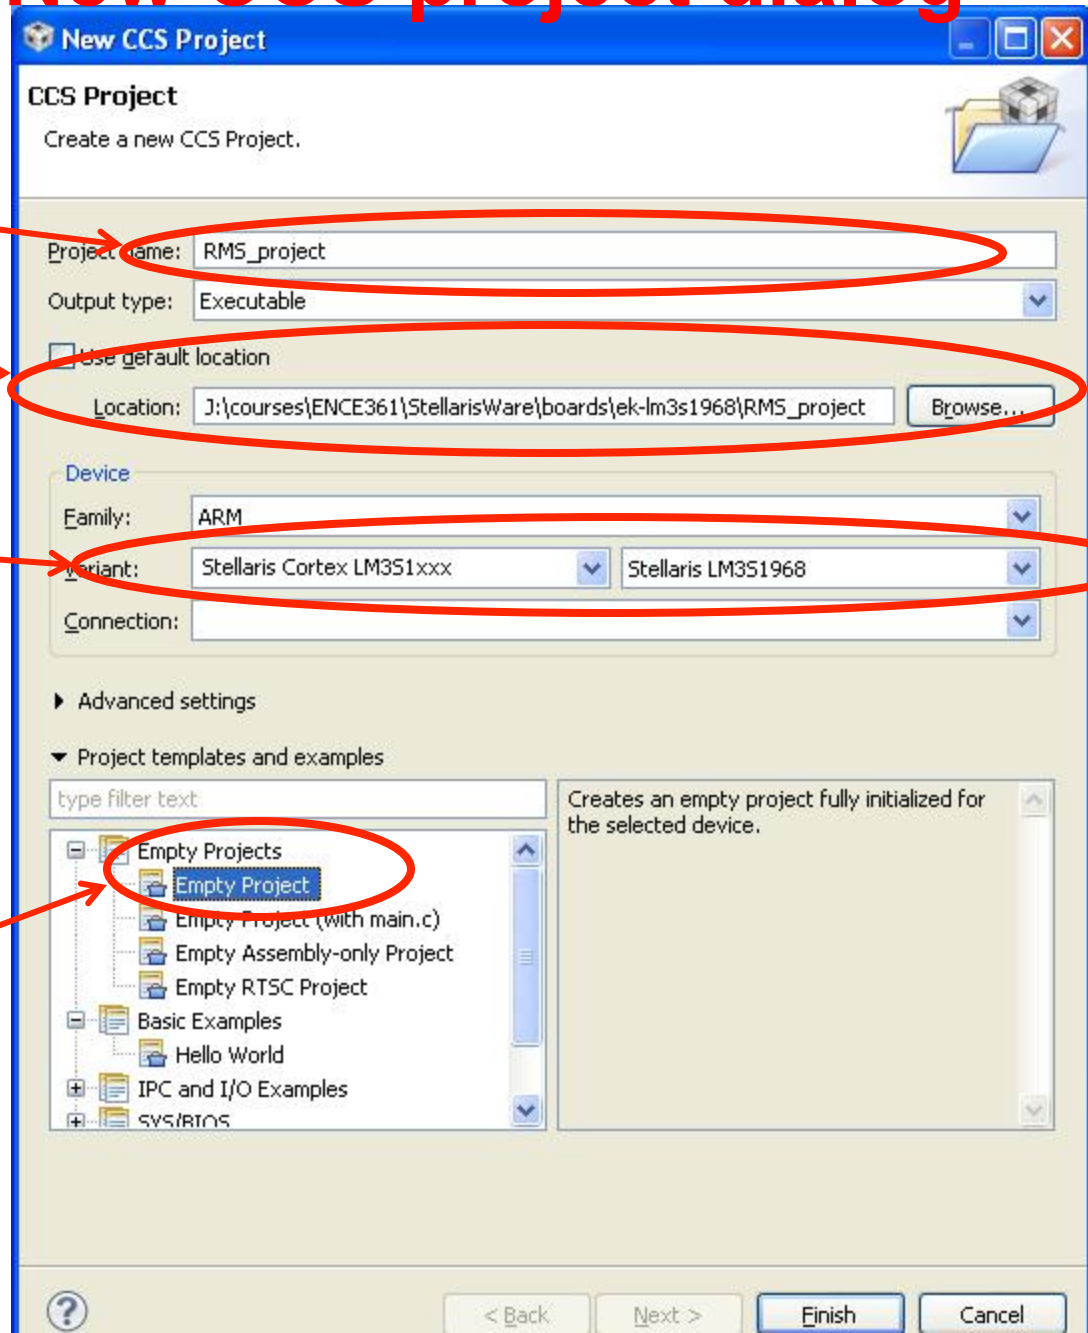 New CCS project dialog
New CCS Project
CCS Project
Create a new CCS Project.
Project name: RMS_project
Output type: Executable
Use default location
Location: J:\courses\ENCE361\StellarisWare\boards\ek-lm3s1968\RMS_project Browse...
Device
Family: ARM
Variant: Stellaris Cortex LM3S1xxx Stellaris LM3S1968
Connection:
Advanced settings
Project templates and examples
type filter text
Creates an empty project fully initialized for
the selected device.
Empty Projects
Empty Project
Empty Project (with main.c)
Empty Assembly-only Project
Empty RTSC Project
Basic Examples
Hello World
IPC and I/O Examples
SYS/BIOS
? < Back Next > Finish Cancel